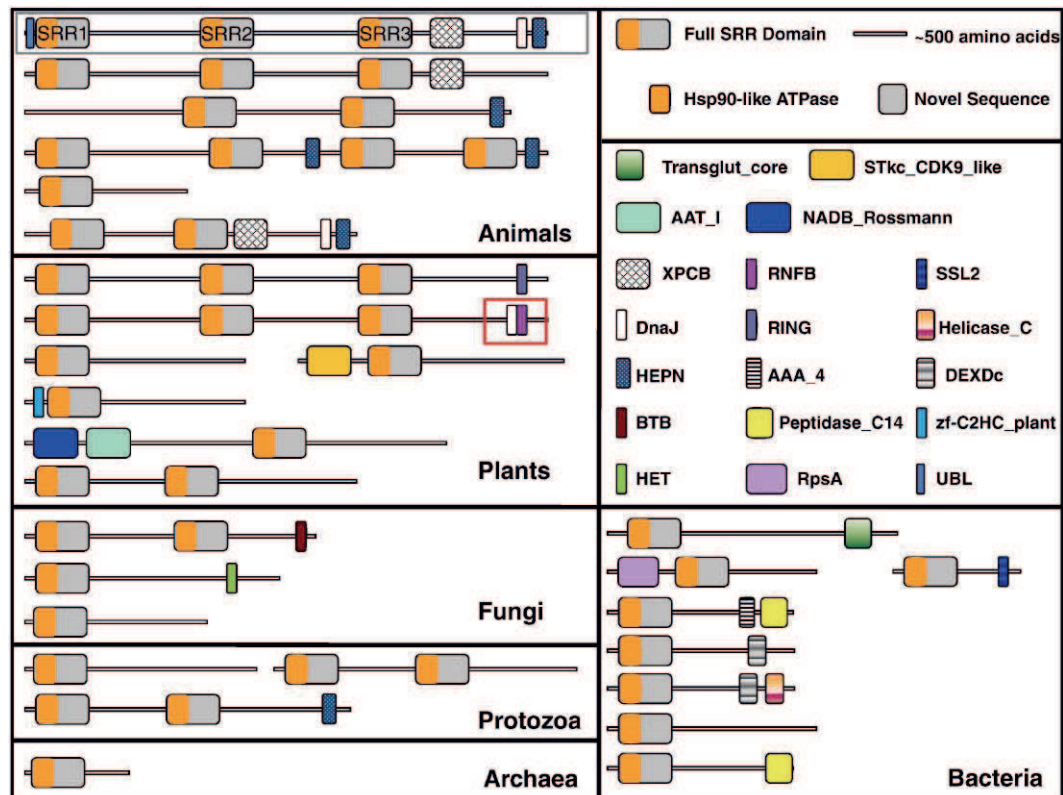 SRR1 SRR2 SRR3
Animals
Plants
Fungi
Protozoa
Archaea
Full SRR Domain ~500 amino acids
Hsp90-like ATPase Novel Sequence
Transglut_core STkc_CDK9_like
AAT_I NADB_Rossmann
XPCB RNFB SSL2
DnaJ RING Helicase_C
HEPN AAA_4 DEXDc
BTB Peptidase_C14 zf-C2HC_plant
HET RpsA UBL
Bacteria